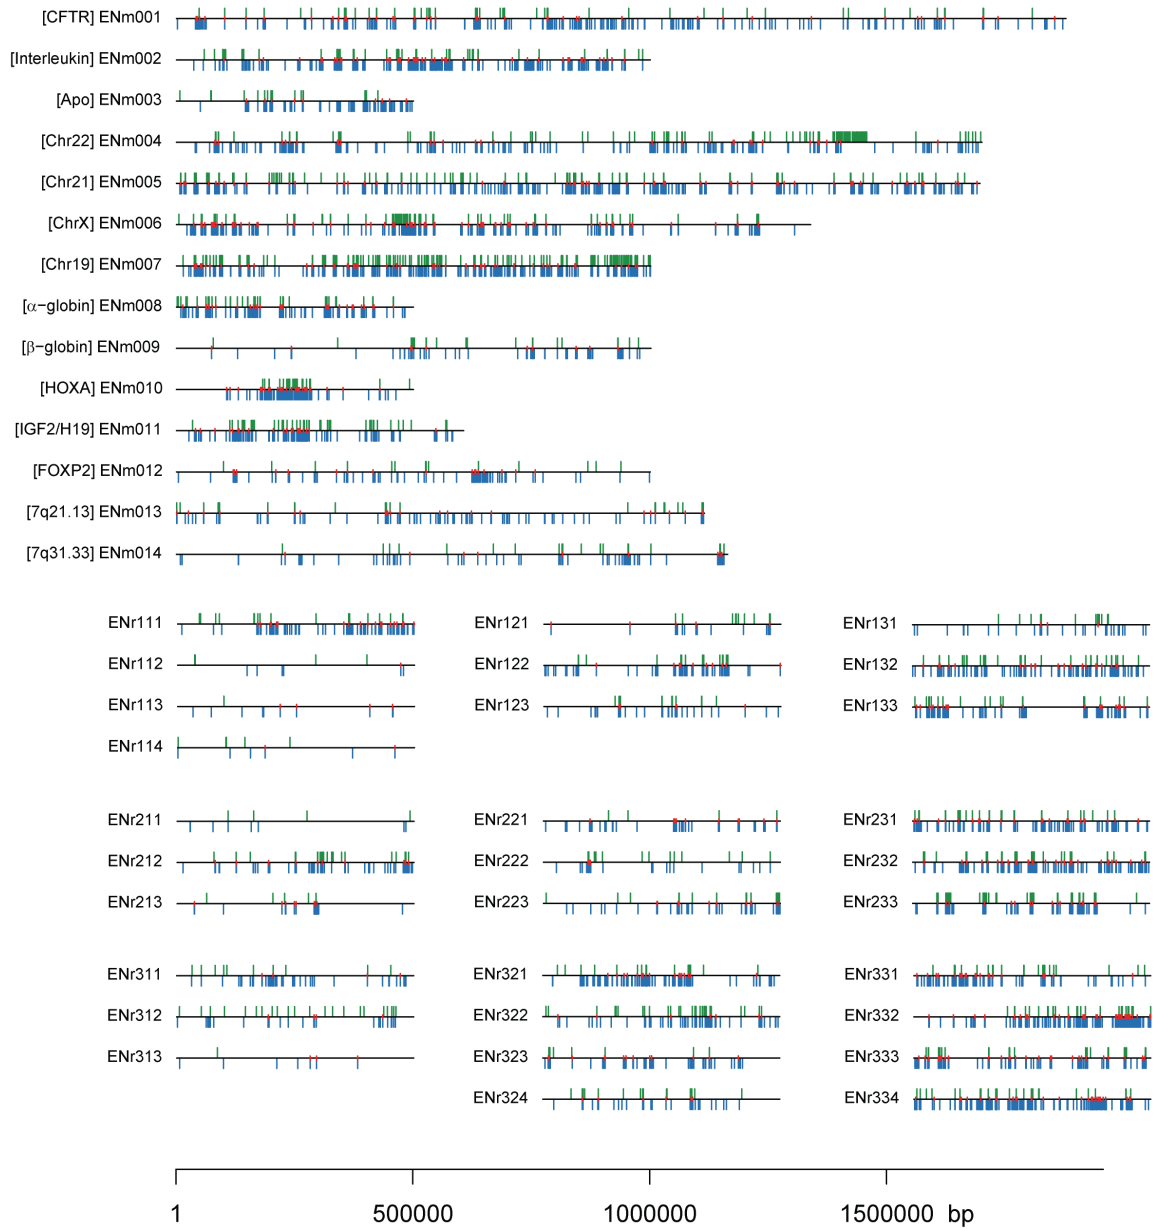 [CFTR] ENm001
[Interleukin] ENm002
[Apo] ENm003
[Chr22] ENm004
[Chr21] ENm005
[ChrX] ENm006
[Chr19] ENm007
[α−globin] ENm008
[β−globin] ENm009
[HOXA] ENm010
[IGF2/H19] ENm011
[FOXP2] ENm012
[7q21.13] ENm013
[7q31.33] ENm014
ENr111 ENr121 ENr131
ENr112 ENr122 ENr132
ENr113 ENr123 ENr133
ENr114
ENr211 ENr221 ENr231
ENr212 ENr222 ENr232
ENr213 ENr223 ENr233
ENr311 ENr321 ENr331
ENr312 ENr322 ENr332
ENr313 ENr323 ENr333
ENr324 ENr334
1 500000 1000000 1500000 bp